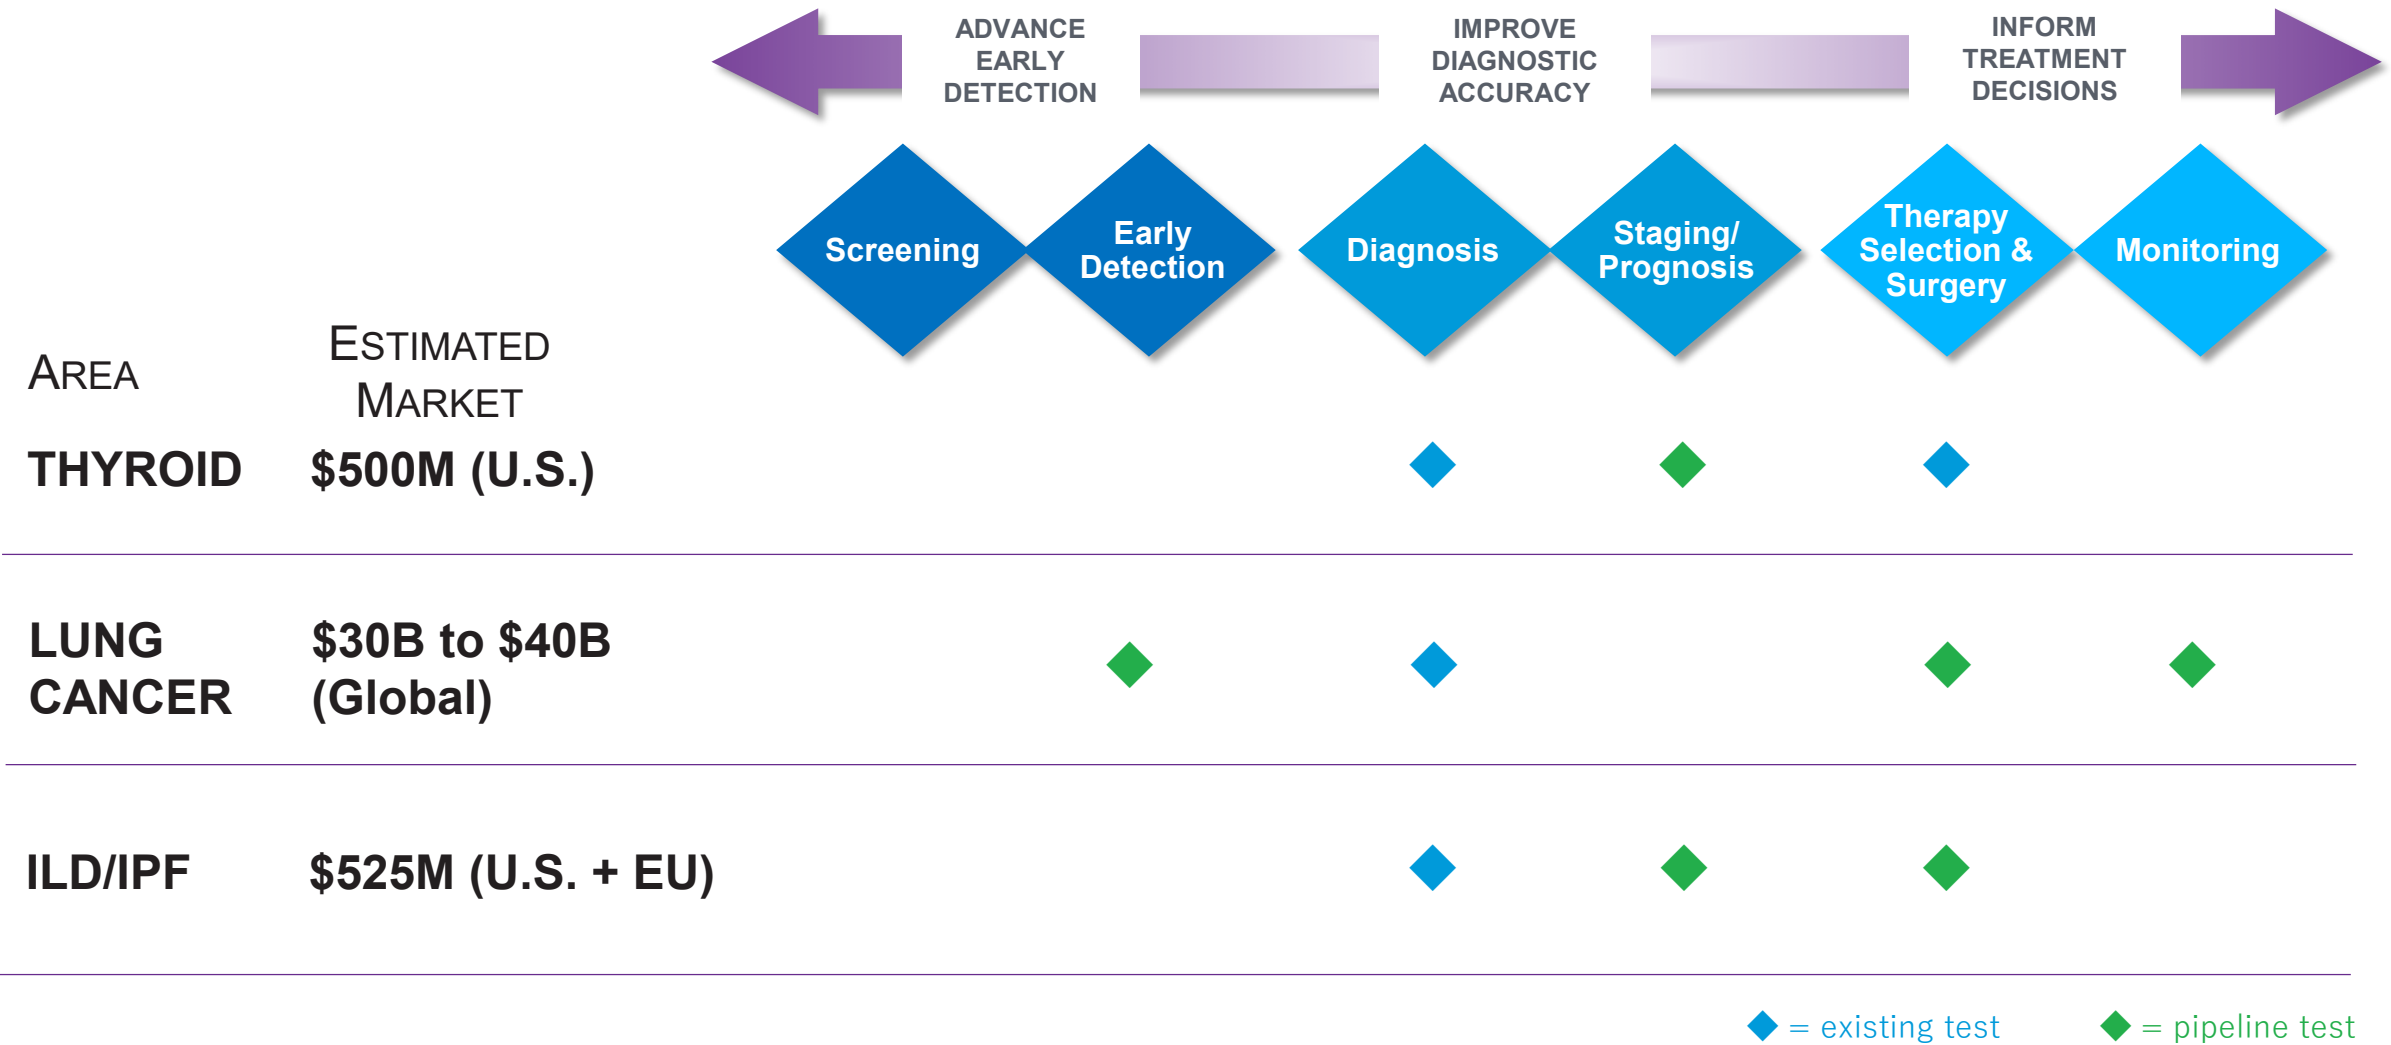 ADVANCE
EARLY
DETECTION
IMPROVE
DIAGNOSTIC
ACCURACY
INFORM
TREATMENT
DECISIONS
Screening
Early
Detection
Diagnosis
Staging/
Prognosis
Therapy
Selection &
Surgery
Monitoring
AREA
ESTIMATED
MARKET
THYROID
$500M (U.S.)
LUNG
CANCER
$30B to $40B
(Global)
ILD/IPF
$525M (U.S. + EU)
= existing test
= pipeline test